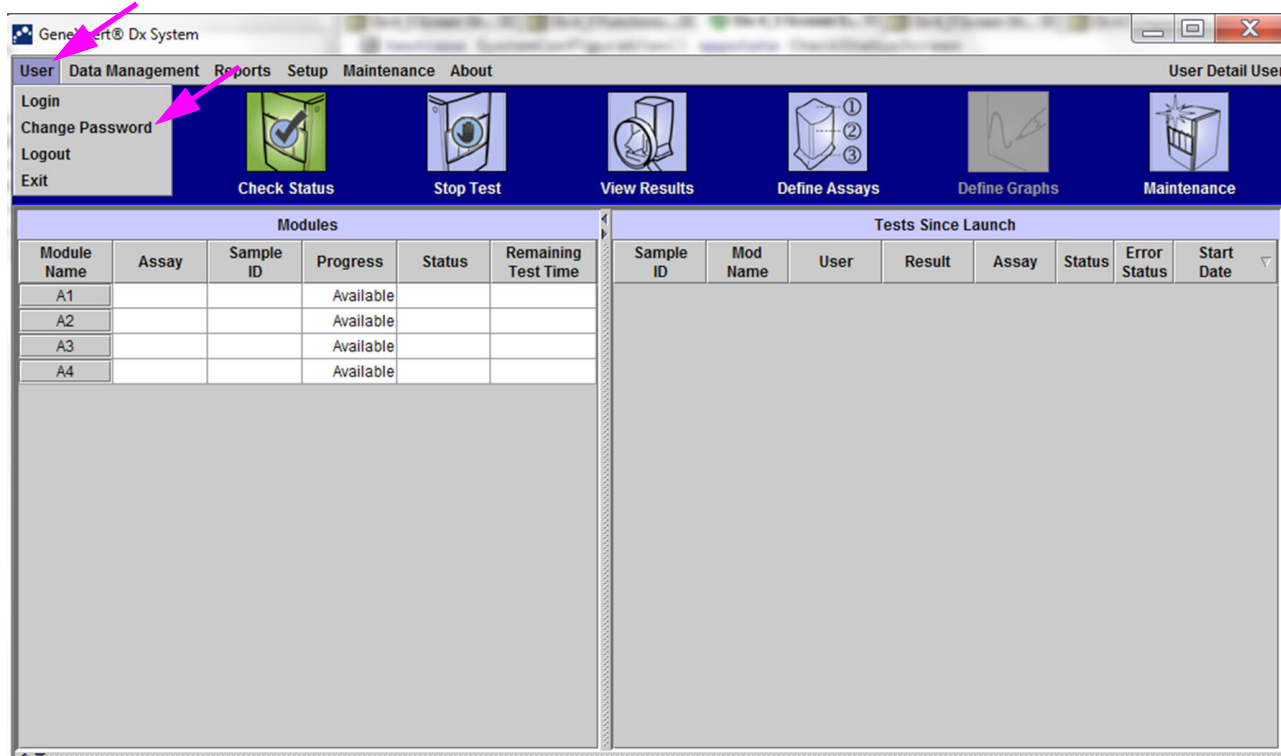 GeneXpert® Dx System
User Data Management Reports Setup Maintenance About User Detail User
Login
Change Password
Logout
Exit
Check Status Stop Test View Results Define Assays Define Graphs Maintenance
1
2
3
Modules Tests Since Launch
Module Name Assay Sample ID Progress Status Remaining Test Time Sample ID Mod Name User Result Assay Status Error Status Start Date
A1 Available
A2 Available
A3 Available
A4 Available